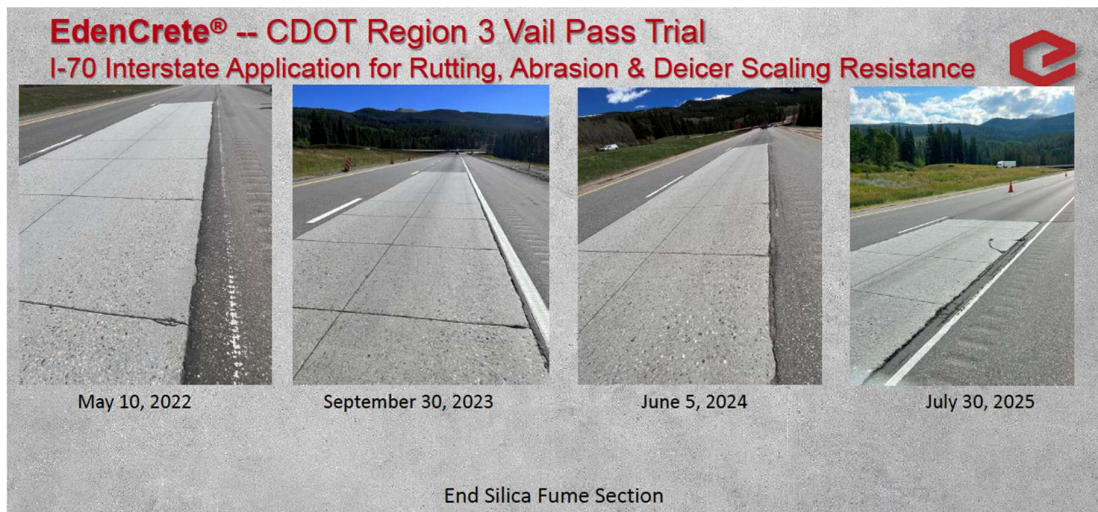 EdenCrete® -- CDOT Region 3 Vail Pass Trial
I-70 Interstate Application for Rutting, Abrasion & Deicer Scaling Resistance
May 10, 2022
September 30, 2023
June 5, 2024
July 30, 2025
End Silica Fume Section